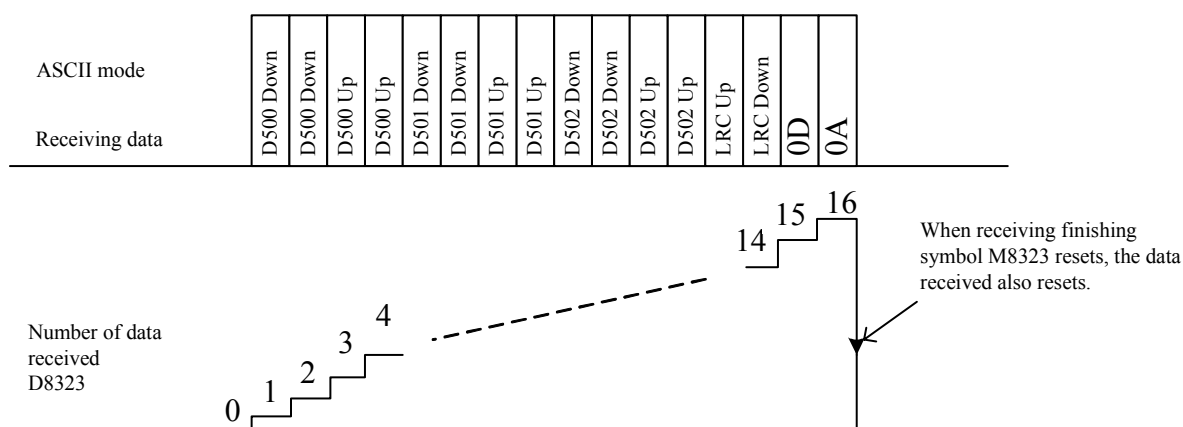 ASCII mode
Receiving data
D500 Down
D500 Down
D500 Up
D500 Up
D501 Down
D501 Down
D501 Up
D501 Up
D502 Down
D502 Down
D502 Up
D502 Up
LRC Up
LRC Down
0D
0A
Number of data
received
D8323
0
1
2
3
4
14
15
16
When receiving finishing
symbol M8323 resets, the data
received also resets.